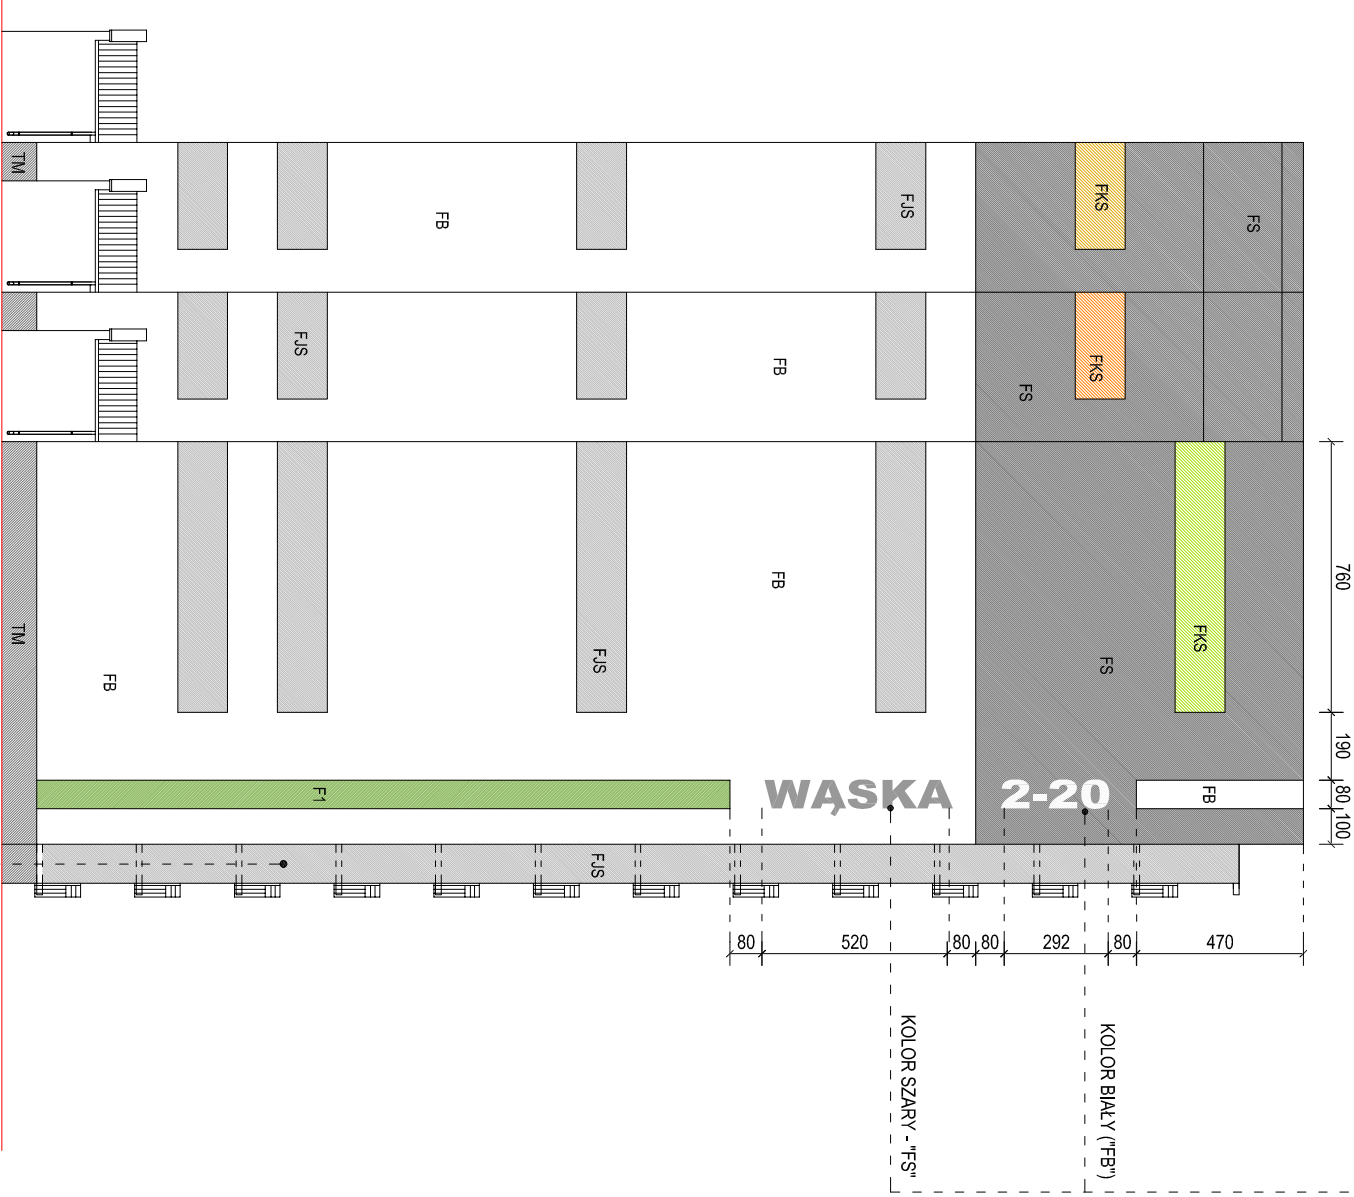 TM
FB
FJS
FKS
FS
FJS
FB
FS
FKS
760
FB
FJS
FKS
FS
TM
FB
190
F1
WĄSKA
2-20
FB
80
100
FJS
80
520
80
80
292
80
470
KOLOR SZARY - "FS"
KOLOR BIAŁY ("FB")